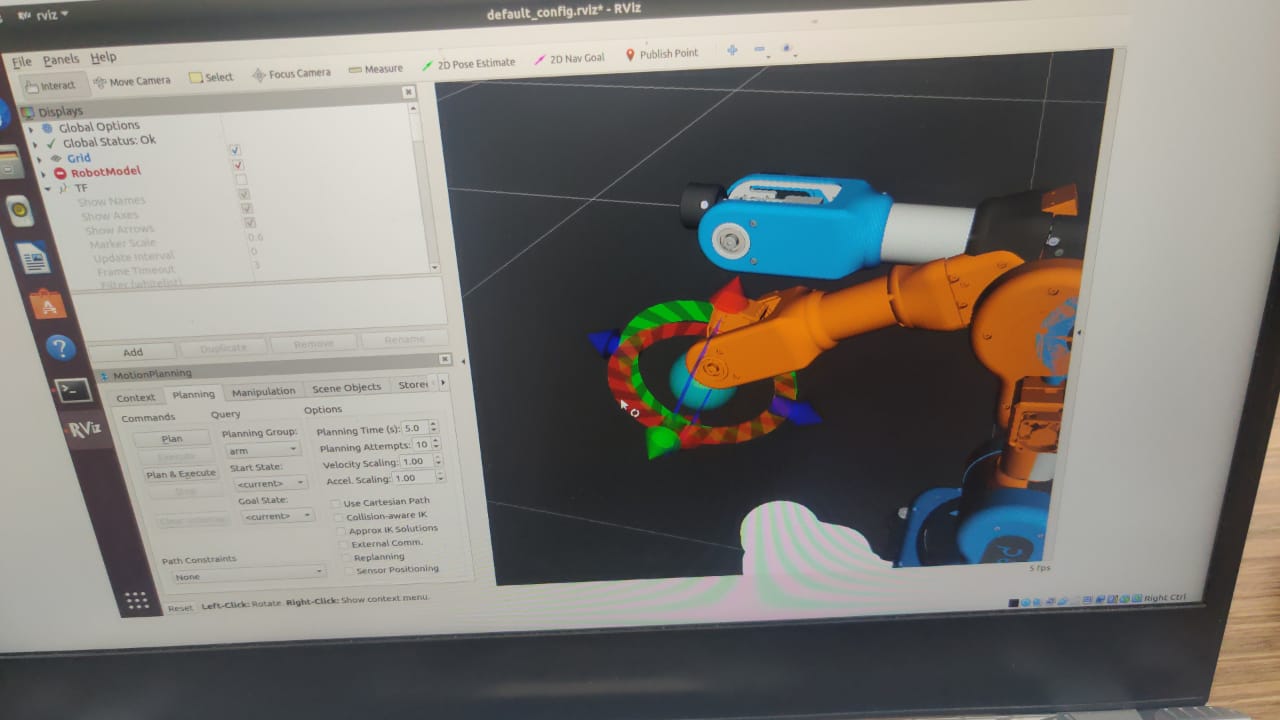 rviz
default_config.rviz* - RViz
File Panels Help
Interact Move Camera Select Focus Camera Measure 2D Pose Estimate 2D Nav Goal Publish Point
Displays
Global Options
Global Status: Ok
Grid
RobotModel
TF
Show Names
Show Axes
Show Arrows
Marker Scale 0.6
Update Interval 0
Frame Timeout 3
Filter (whitelist)
Add Duplicate Remove Rename
MotionPlanning
Context Planning Manipulation Scene Objects Store
Commands Query Options
Plan
Execute
Plan & Execute
Stop
Planning Group:
arm
Start State:
<current>
Goal State:
<current>
Planning Time (s): 5.0
Planning Attempts: 10
Velocity Scaling: 1.00
Accel. Scaling: 1.00
Use Cartesian Path
Collision-aware IK
Approx IK Solutions
External Comm.
Replanning
Sensor Positioning
Path Constraints
None
Reset Left-Click: Rotate. Right-Click: Show context menu.
5 fps
RViz
Right Ctrl